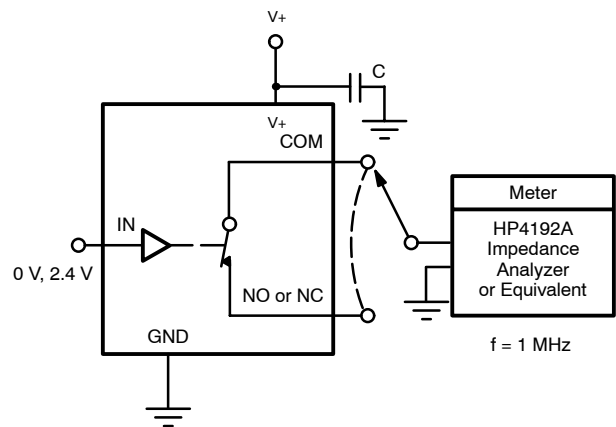 V+
C
V+
COM
IN
0 V, 2.4 V
NO or NC
GND
Meter
HP4192A
Impedance
Analyzer
or Equivalent
f = 1 MHz